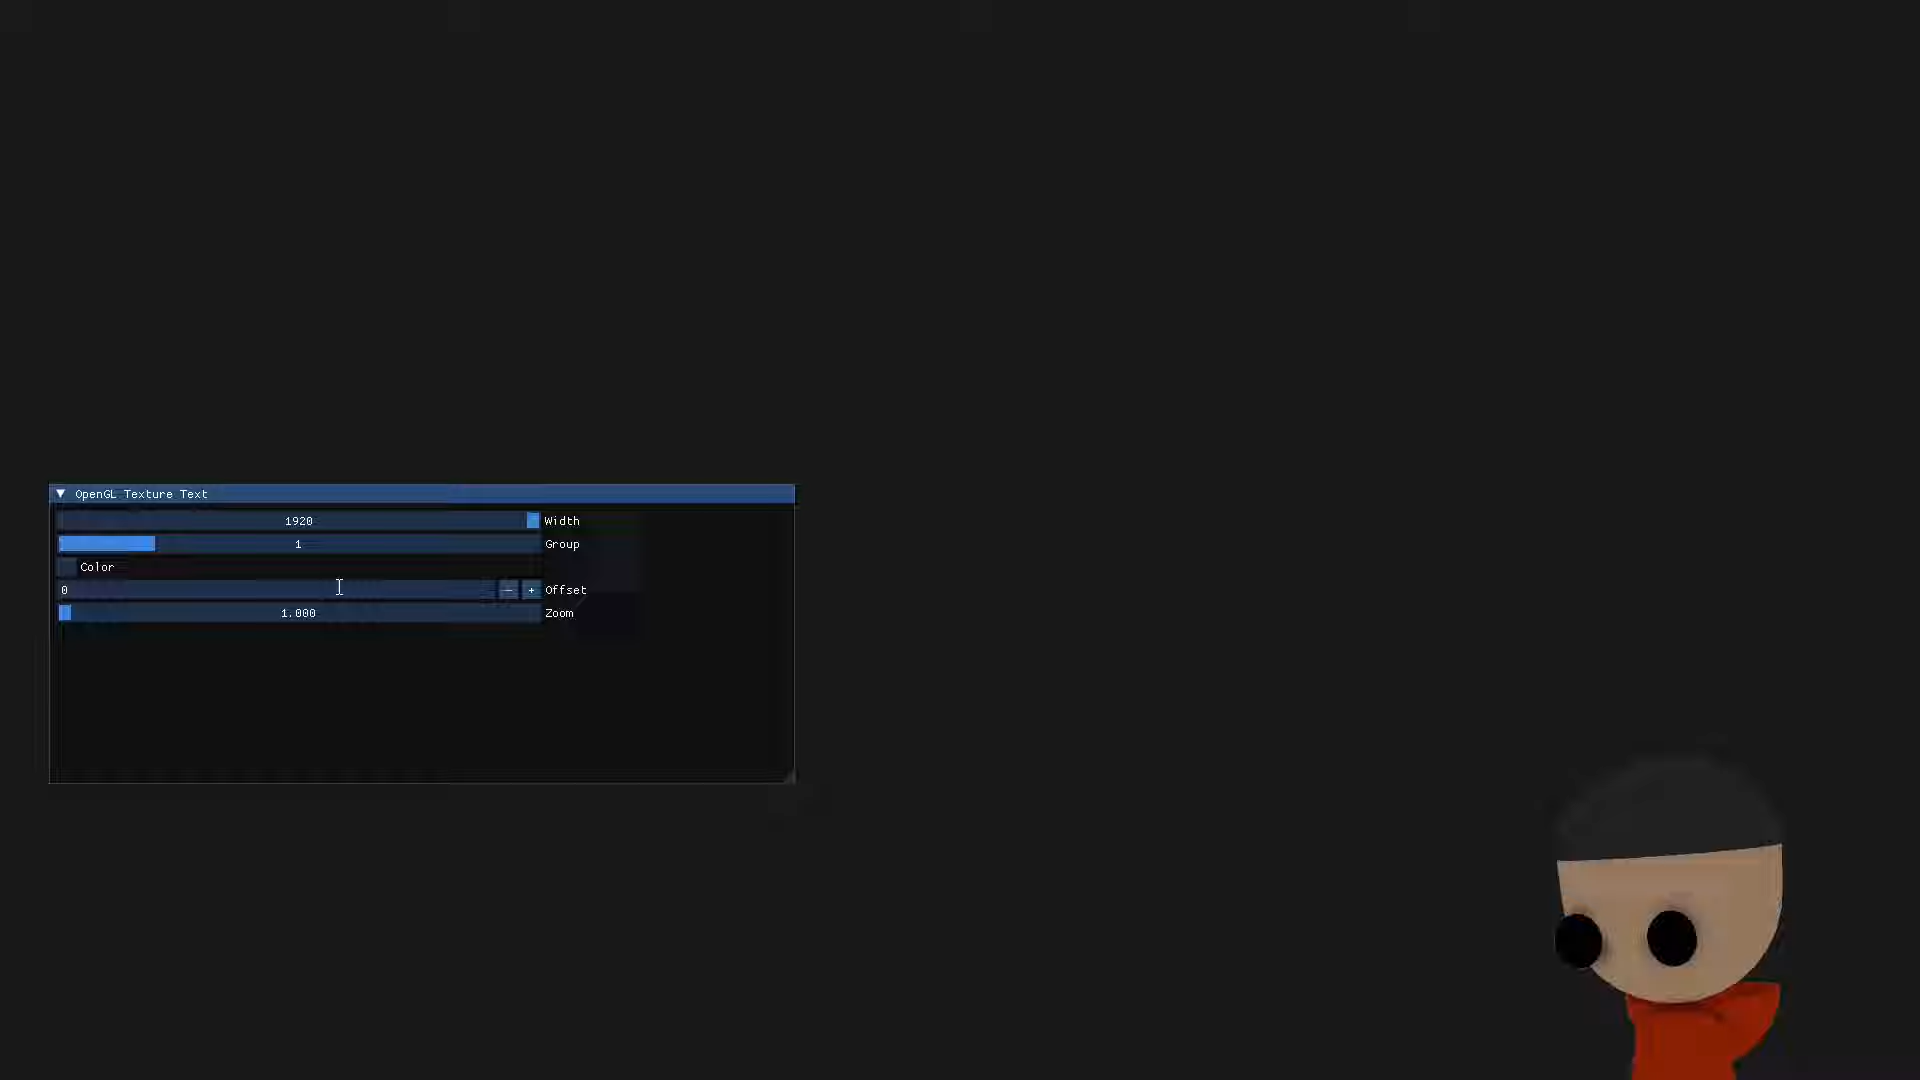 OpenGL Texture Text
1920 Width
1 Group
Color
0 - + Offset
1.000 Zoom